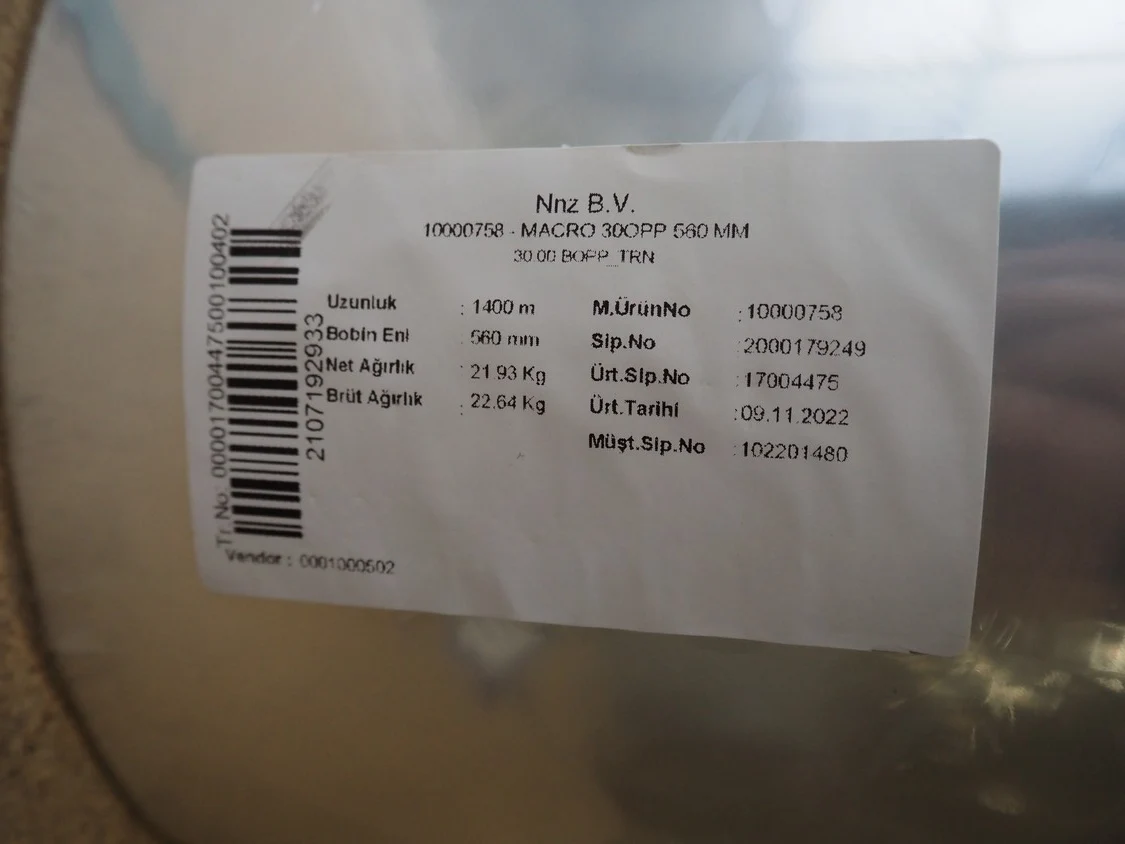 Nnz B.V.
10000758 - MACRO 30OPP 560 MM
30.00 BOPP_TRN
Uzunluk : 1400 m
Bobin Eni : 560 mm
Net Ağırlık : 21.93 Kg
Brüt Ağırlık : 22.64 Kg
M.ÜrünNo : 10000758
Sip.No : 2000179249
Ürt.Sip.No : 17004475
Ürt.Tarihi : 09.11.2022
Müşt.Sip.No : 102201480
Tr No: 00001700447500100402
2107192933
Vendor : 0001000502